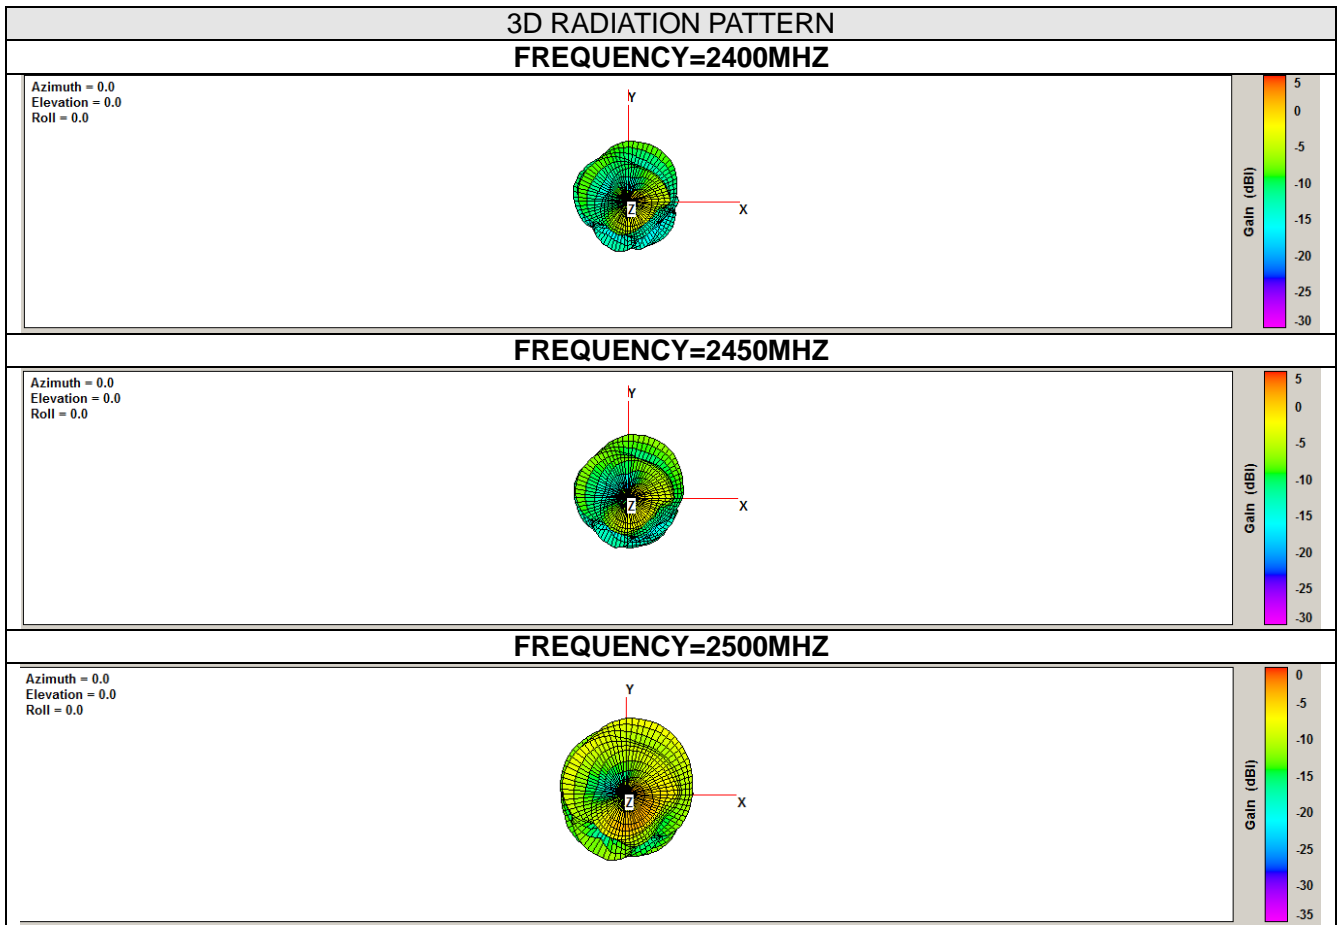 3D RADIATION PATTERN
FREQUENCY=2400MHZ
Azimuth = 0.0
Elevation = 0.0
Roll = 0.0
Y
X
Z
Gain (dBi)
5
0
-5
-10
-15
-20
-25
-30
FREQUENCY=2450MHZ
Azimuth = 0.0
Elevation = 0.0
Roll = 0.0
Y
X
Z
Gain (dBi)
5
0
-5
-10
-15
-20
-25
-30
FREQUENCY=2500MHZ
Azimuth = 0.0
Elevation = 0.0
Roll = 0.0
Y
X
Z
Gain (dBi)
0
-5
-10
-15
-20
-25
-30
-35